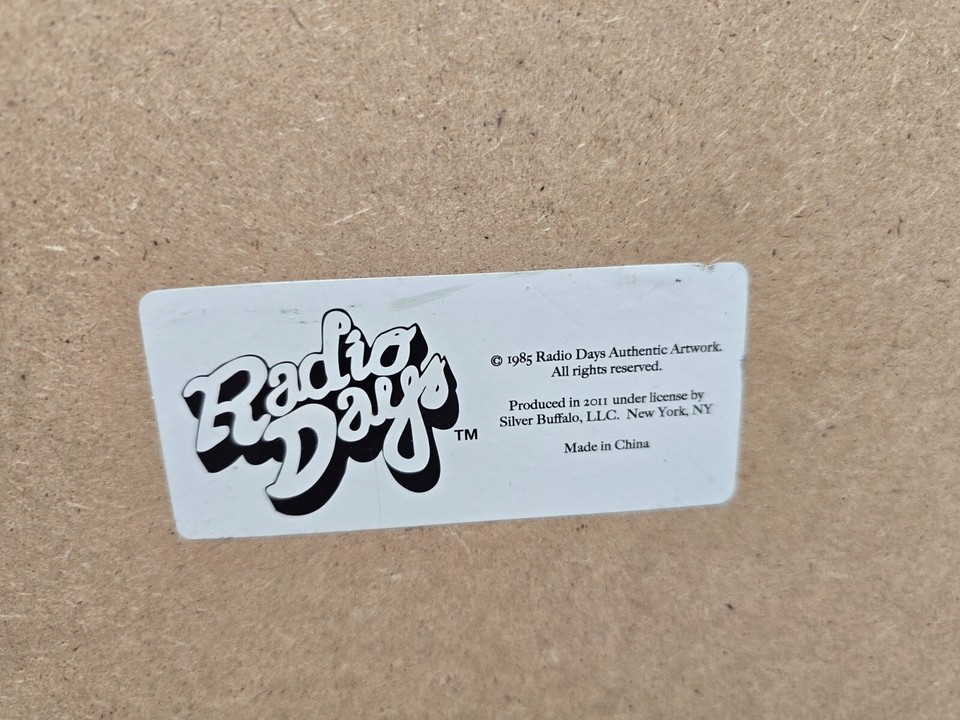 Radio
Days
TM
© 1985 Radio Days Authentic Artwork.
All rights reserved.
Produced in 2011 under license by
Silver Buffalo, LLC. New York, NY
Made in China